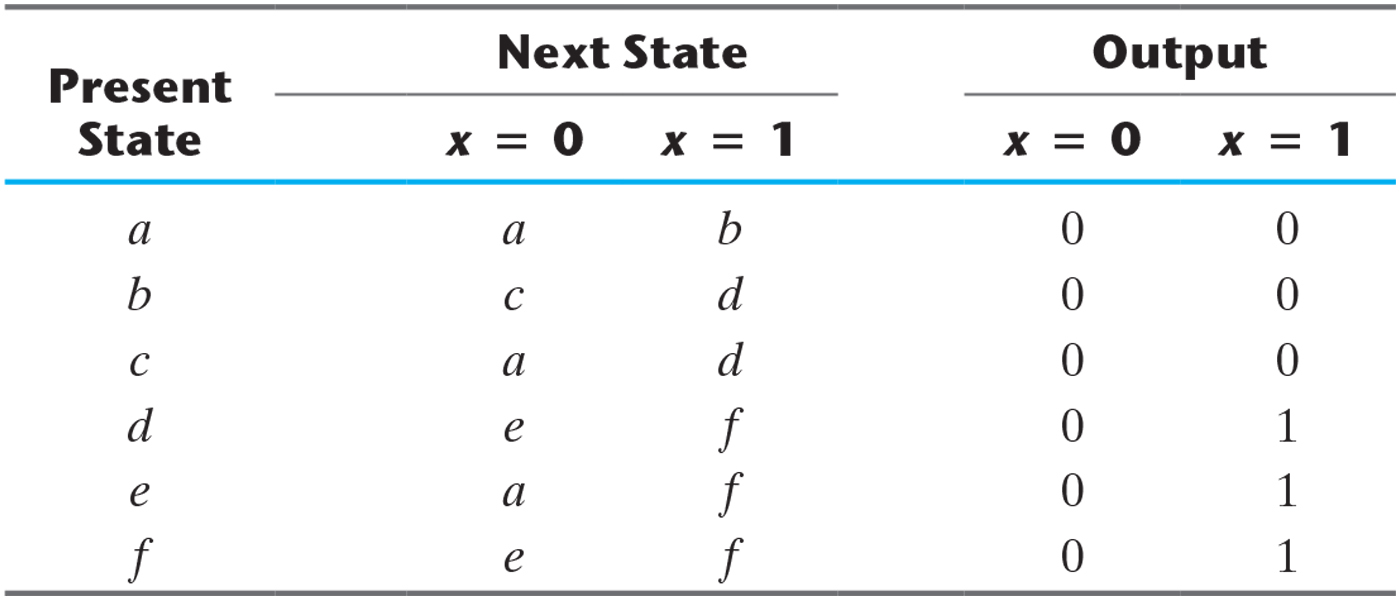 Next State Output
Present
State
x = 0 x = 1 x = 0 x = 1
a a b 0 0
b c d 0 0
c a d 0 0
d e f 0 1
e a f 0 1
f e f 0 1